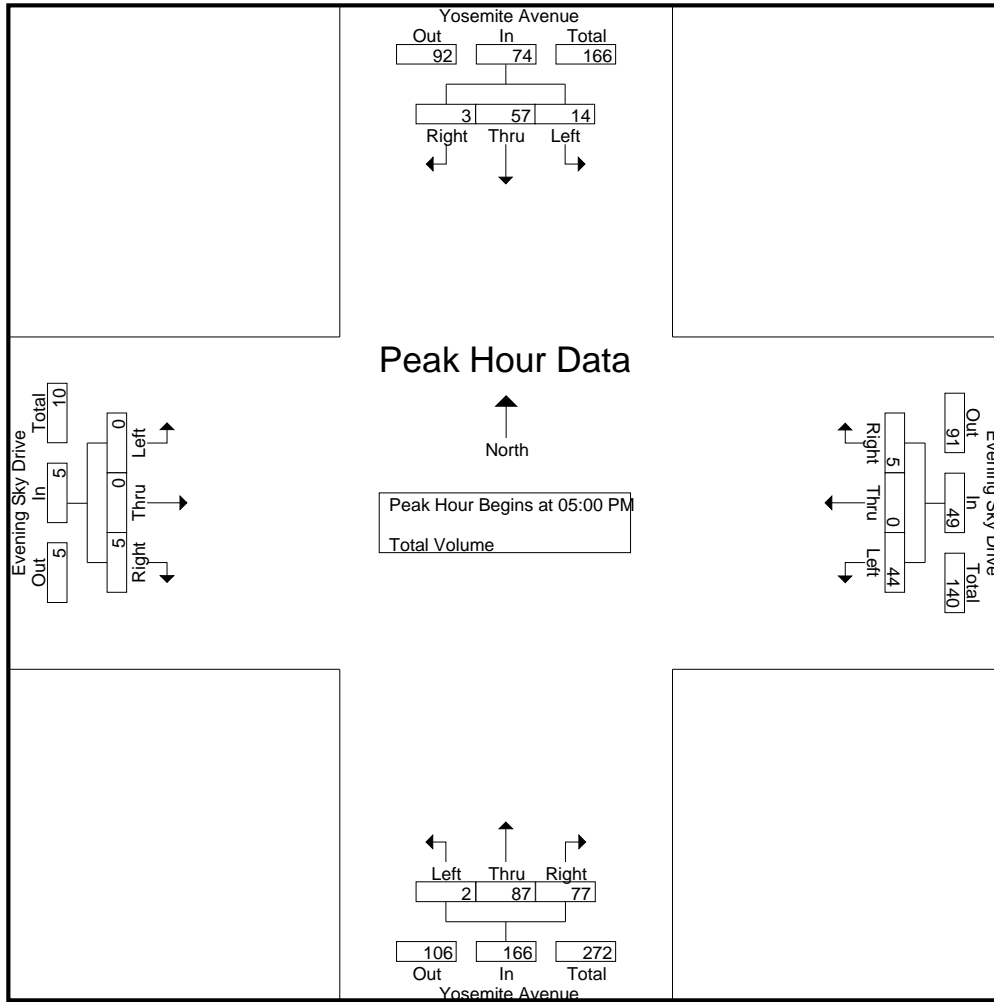 Yosemite Avenue
Out In Total
92 74 166
3 57 14
Right Thru Left
Peak Hour Data
North
Peak Hour Begins at 05:00 PM
Total Volume
Evening Sky Drive
Out In Total
5 5 10
Left Thru Right
0 0 5
Evening Sky Drive
Out In Total
91 49 140
5 0 44
Right Thru Left
Left Thru Right
2 87 77
106 166 272
Out In Total
Yosemite Avenue